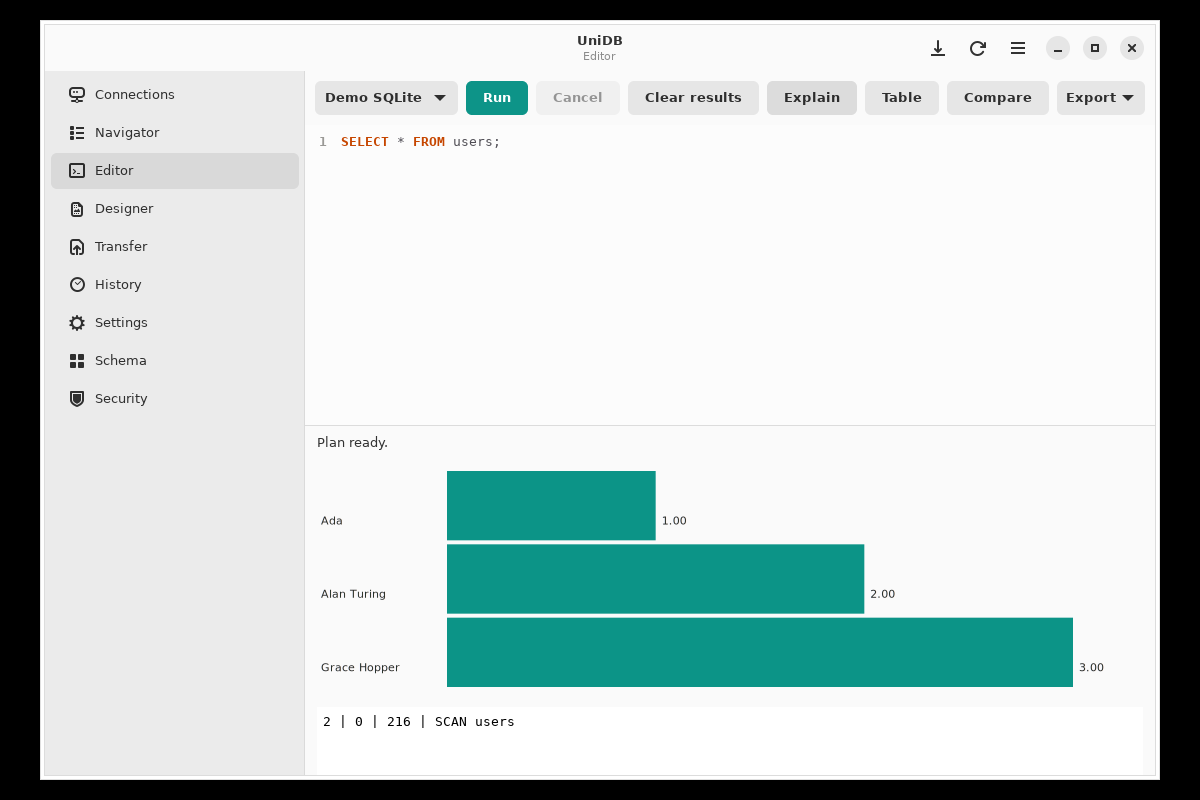 UniDB
Editor
Connections
Navigator
Editor
Designer
Transfer
History
Settings
Schema
Security
Demo SQLite Run Cancel Clear results Explain Table Compare Export
1 SELECT * FROM users;
Plan ready.
Ada 1.00
Alan Turing 2.00
Grace Hopper 3.00
2 | 0 | 216 | SCAN users